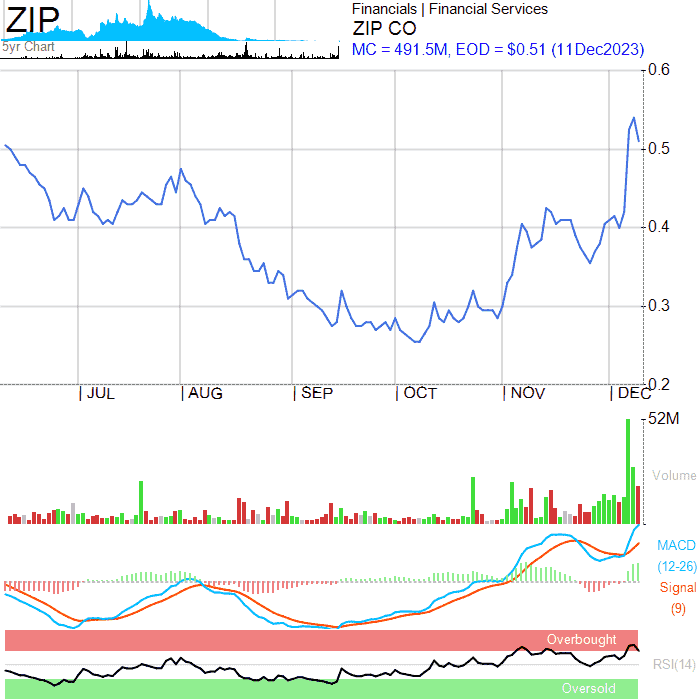 ZIP
5yr Chart
Financials | Financial Services
ZIP CO
MC = 491.5M, EOD = $0.51 (11Dec2023)
0.6
0.5
0.4
0.3
0.2
JUL
AUG
SEP
OCT
NOV
DEC
52M
Volume
MACD
(12-26)
Signal
(9)
Overbought
RSI(14)
Oversold